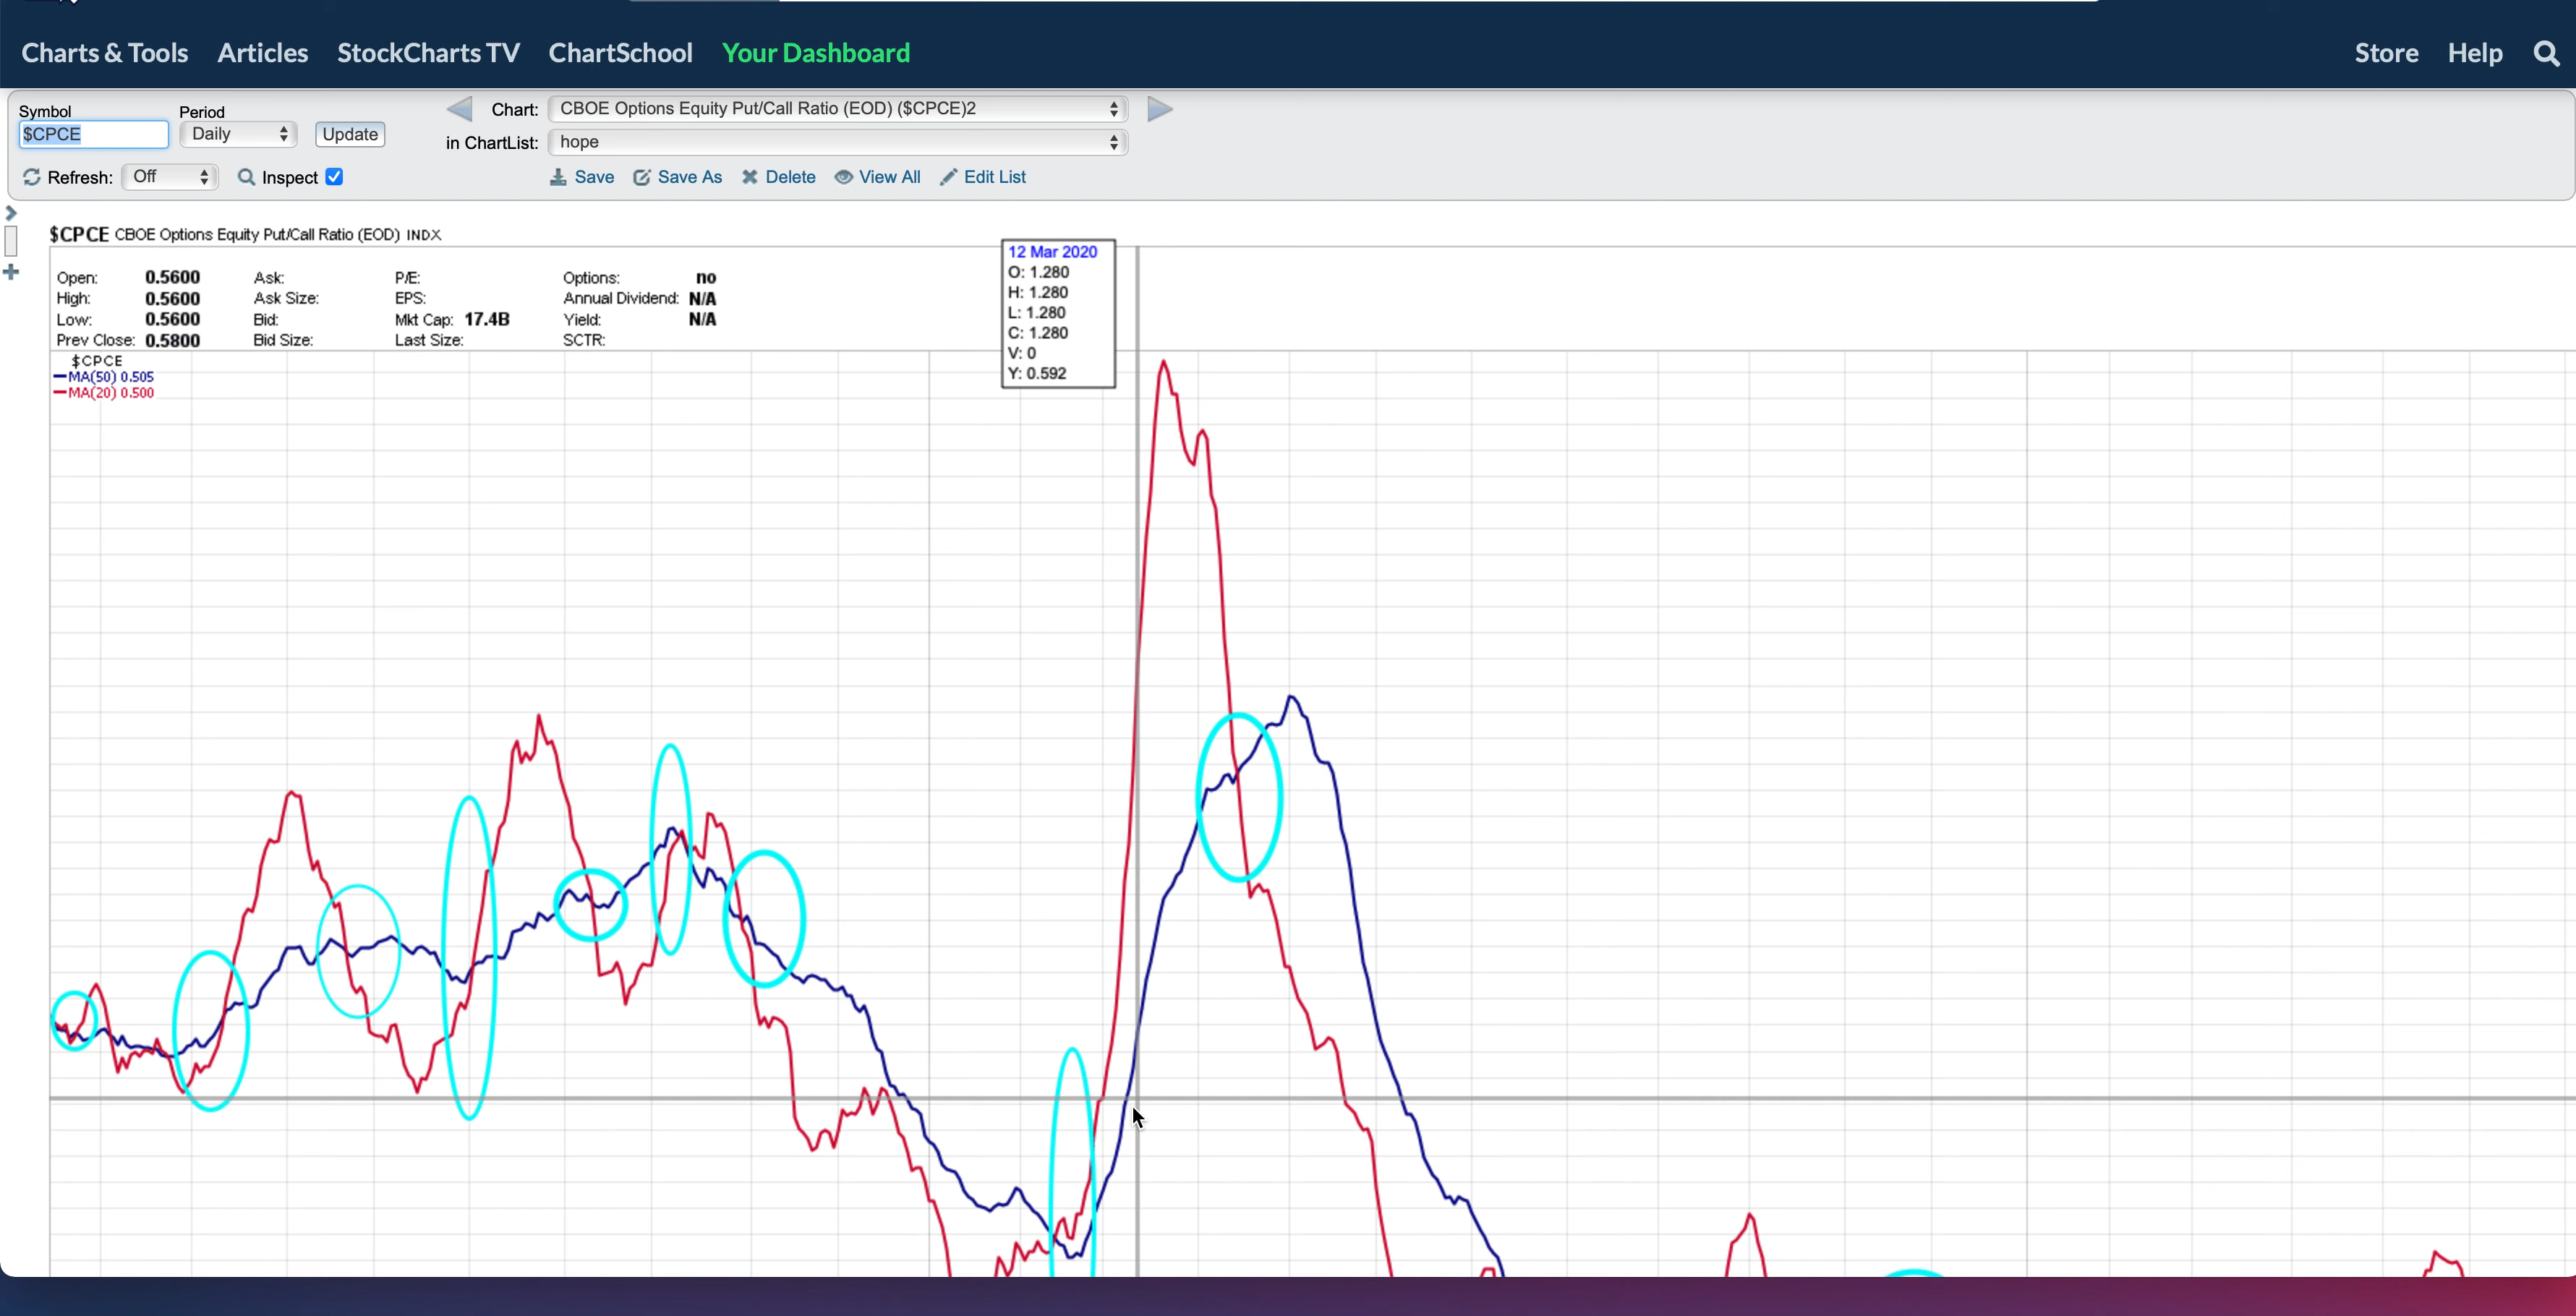 Charts & Tools Articles StockCharts TV ChartSchool Your Dashboard Store Help
Symbol Period Chart: CBOE Options Equity Put/Call Ratio (EOD) ($CPCE)2
$CPCE Daily Update in ChartList: hope
Refresh: Off Inspect Save Save As Delete View All Edit List
$CPCE CBOE Options Equity Put/Call Ratio (EOD) INDX
Open: 0.5600 Ask: P/E: Options: no
High: 0.5600 Ask Size: EPS: Annual Dividend: N/A
Low: 0.5600 Bid: Mkt Cap: 17.4B Yield: N/A
Prev Close: 0.5800 Bid Size: Last Size: SCTR:
$CPCE
MA(50) 0.505
MA(20) 0.500
12 Mar 2020
O: 1.280
H: 1.280
L: 1.280
C: 1.280
V: 0
Y: 0.592